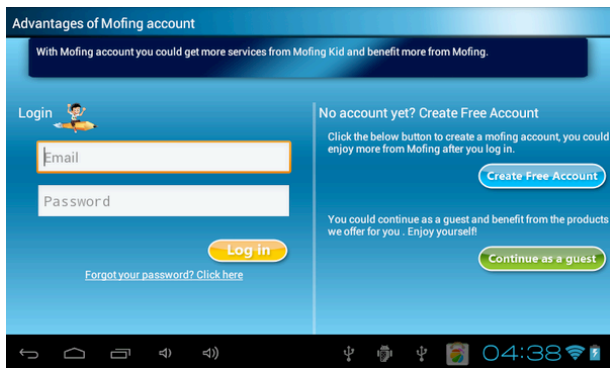 Advantages of Mofing account
With Mofing account you could get more services from Mofing Kid and benefit more from Mofing.
Login
Email
Password
Log in
Forgot your password? Click here
No account yet? Create Free Account
Click the below button to create a mofing account, you could
enjoy more from Mofing after you log in.
Create Free Account
You could continue as a guest and benefit from the products
we offer for you . Enjoy yourself!
Continue as a guest
04:38